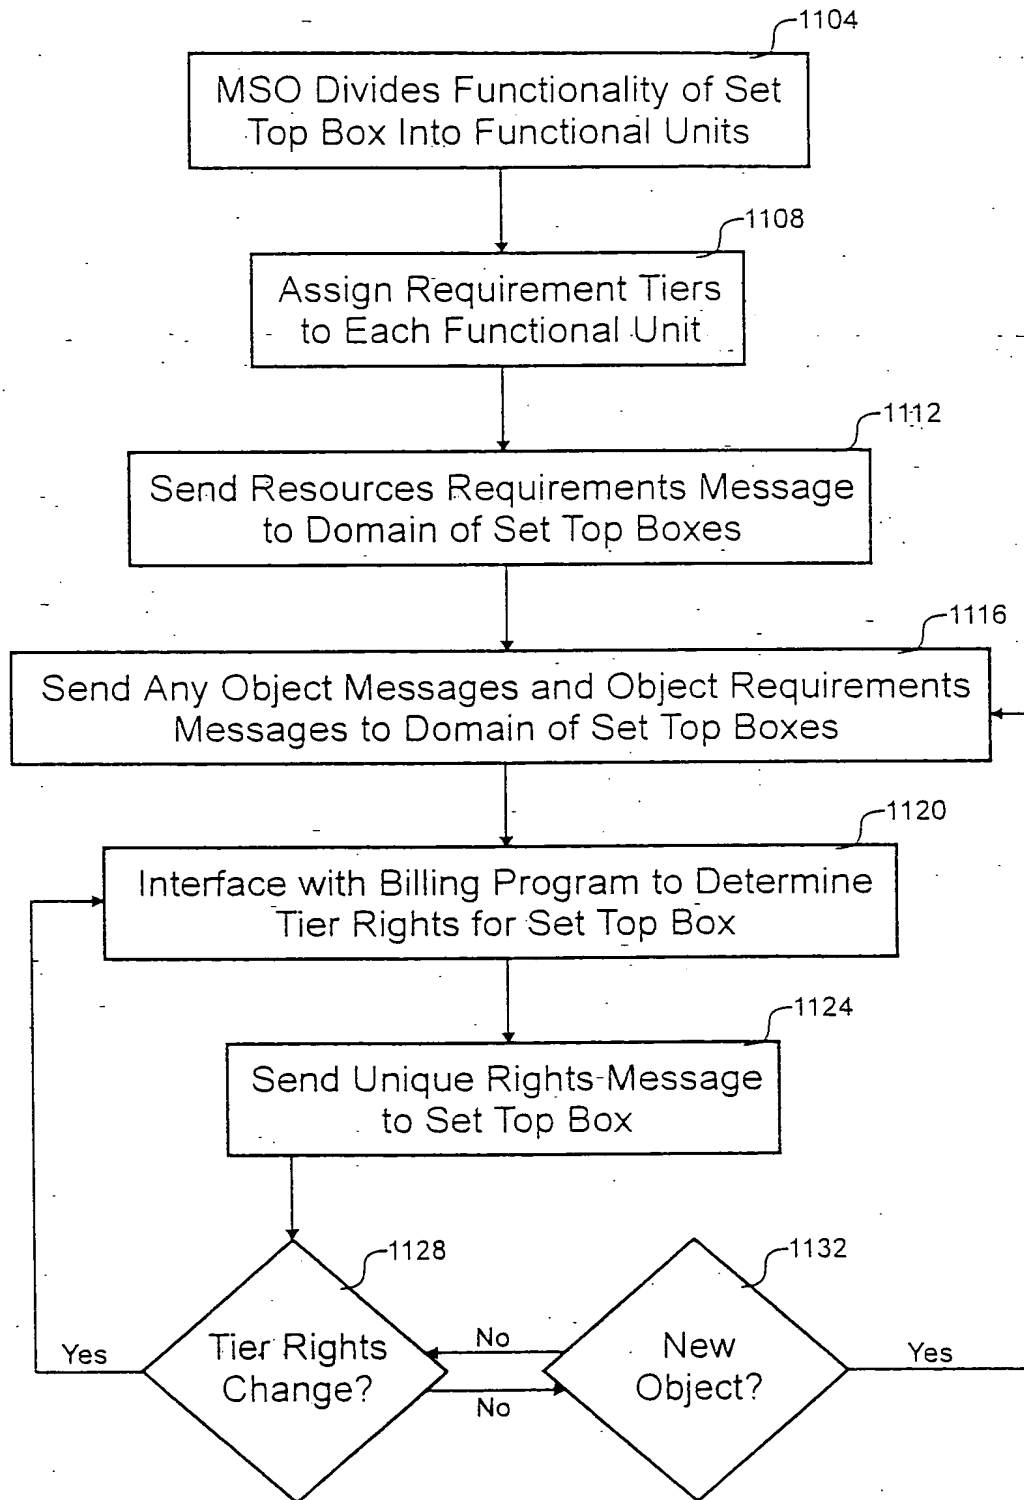 1104
MSO Divides Functionality of Set
Top Box Into Functional Units
1108
Assign Requirement Tiers
to Each Functional Unit
1112
Send Resources Requirements Message
to Domain of Set Top Boxes
1116
Send Any Object Messages and Object Requirements
Messages to Domain of Set Top Boxes
1120
Interface with Billing Program to Determine
Tier Rights for Set Top Box
1124
Send Unique Rights-Message
to Set Top Box
1128
1132
Yes
Tier Rights
Change?
No
No
New
Object?
Yes